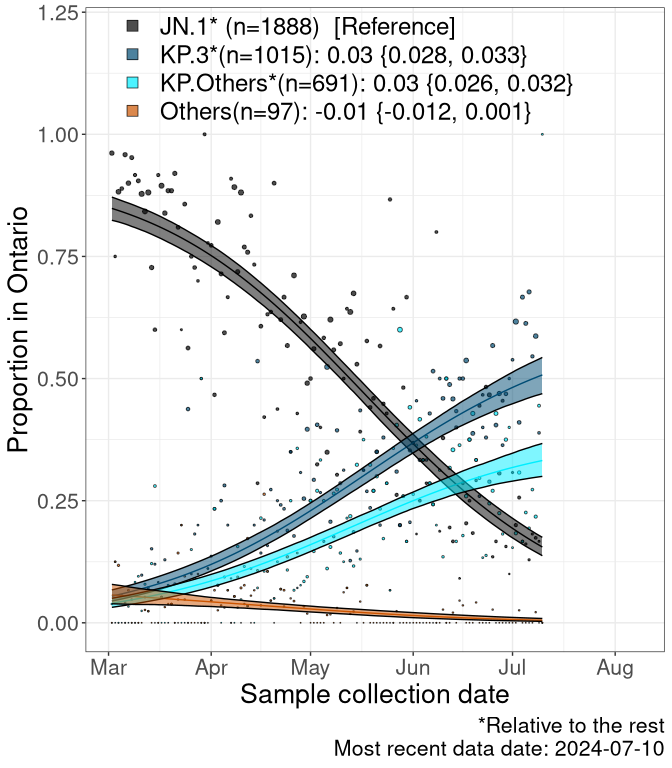 1.25
JN.1* (n=1888)  [Reference]
KP.3*(n=1015): 0.03 {0.028, 0.033}
KP.Others*(n=691): 0.03 {0.026, 0.032}
Others(n=97): -0.01 {-0.012, 0.001}
1.00
0.75
0.50
0.25
0.00
Proportion in Ontario
Mar Apr May Jun Jul Aug
Sample collection date
*Relative to the rest
Most recent data date: 2024-07-10